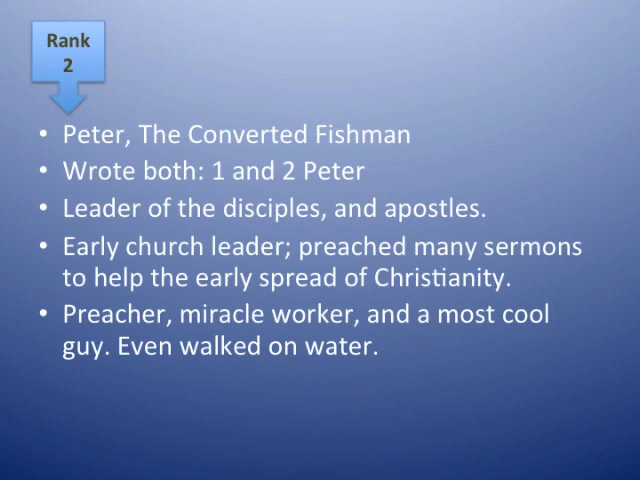 Rank
2
• Peter, The Converted Fishman
• Wrote both: 1 and 2 Peter
• Leader of the disciples, and apostles.
• Early church leader; preached many sermons
to help the early spread of Christianity.
• Preacher, miracle worker, and a most cool
guy. Even walked on water.